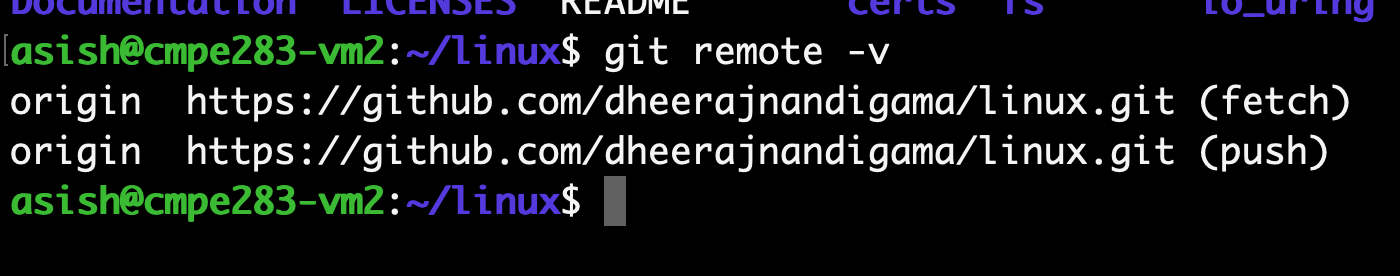 Documentation LICENSES README certs fs io_uring
asish@cmpe283-vm2:~/linux$ git remote -v
origin https://github.com/dheerajnandigama/linux.git (fetch)
origin https://github.com/dheerajnandigama/linux.git (push)
asish@cmpe283-vm2:~/linux$